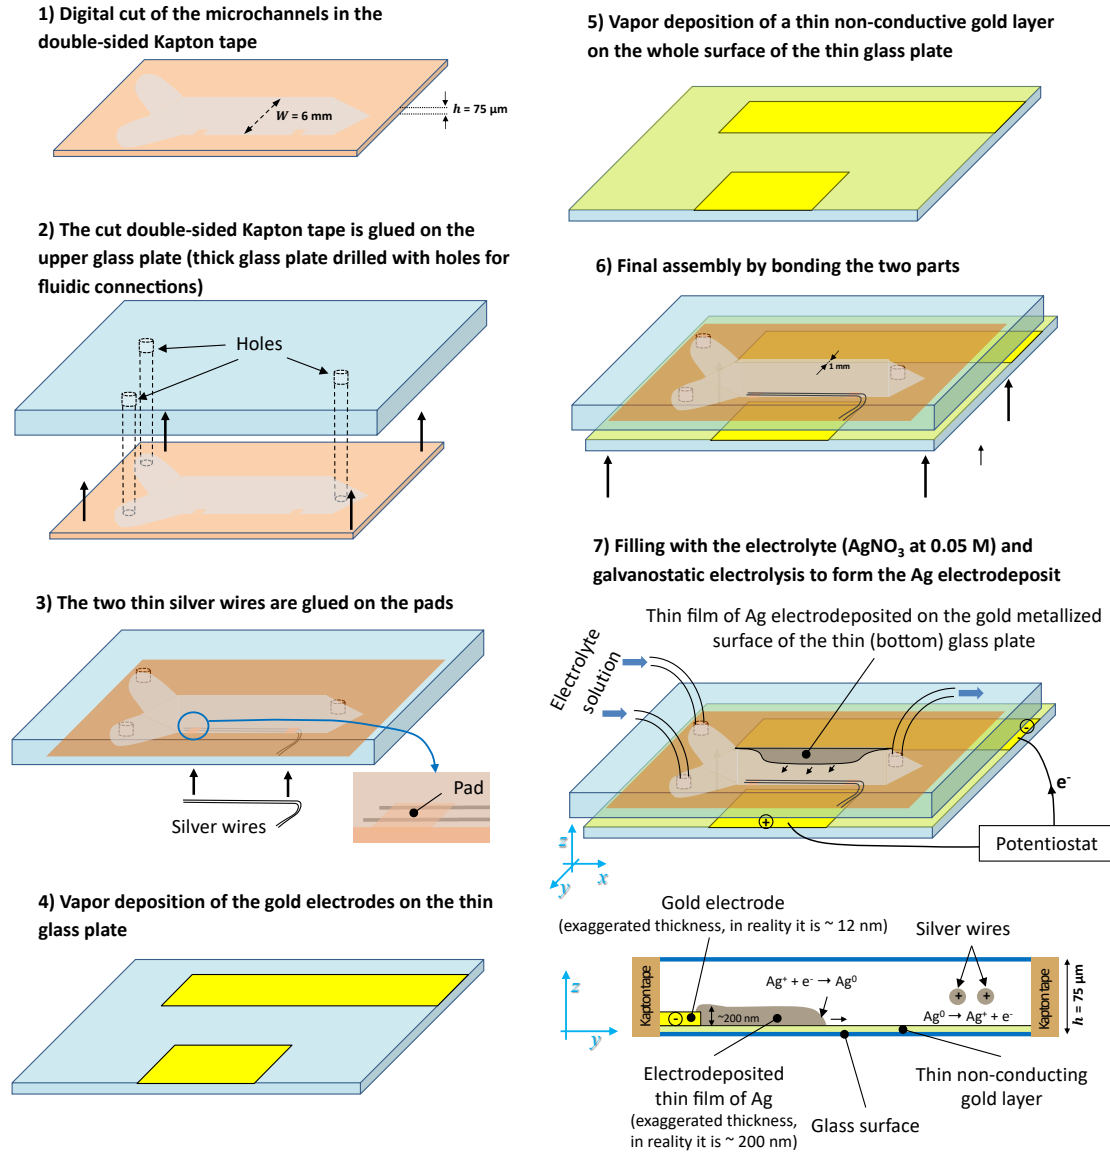 1) Digital cut of the microchannels in the
double-sided Kapton tape
W = 6 mm
h = 75 µm
2) The cut double-sided Kapton tape is glued on the
upper glass plate (thick glass plate drilled with holes for
fluidic connections)
Holes
3) The two thin silver wires are glued on the pads
Pad
Silver wires
4) Vapor deposition of the gold electrodes on the thin
glass plate
5) Vapor deposition of a thin non-conductive gold layer
on the whole surface of the thin glass plate
6) Final assembly by bonding the two parts
1 mm
7) Filling with the electrolyte (AgNO₃ at 0.05 M) and
galvanostatic electrolysis to form the Ag electrodeposit
Thin film of Ag electrodeposited on the gold metallized
surface of the thin (bottom) glass plate
Electrolyte
solution
-
e⁻
+
Potentiostat
z
x
y
Gold electrode
(exaggerated thickness, in reality it is ~ 12 nm)
Silver wires
Kapton tape
z
y
Ag⁺ + e⁻ → Ag⁰
-
~200 nm
+ +
Ag⁰ → Ag⁺ + e⁻
Kapton tape
h = 75 µm
Electrodeposited
thin film of Ag
(exaggerated thickness,
in reality it is ~ 200 nm)
Glass surface
Thin non-conducting
gold layer